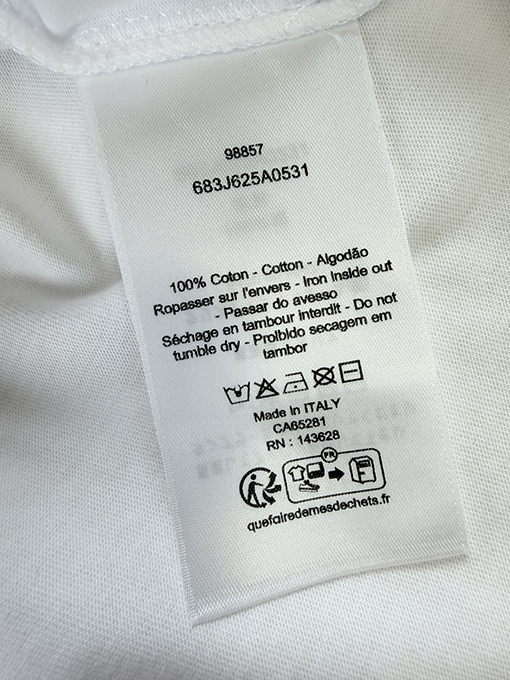 98857
683J625A0531
100% Coton - Cotton - Algodão
Ropasser sur l'envers - Iron inside out
- Passar do avesso
Séchage en tambour interdit - Do not
tumble dry - Proibido secagem em
tambor
Made in ITALY
CA65281
RN : 143628
FR
quefairedemesdechets.fr